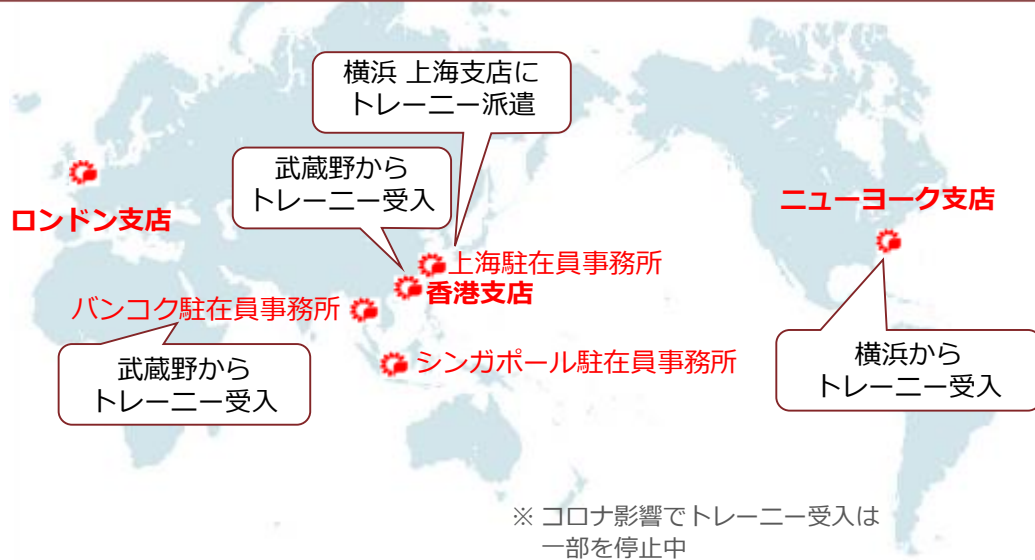 横浜 上海支店に
トレーニー派遣
武蔵野から
トレーニー受入
ロンドン支店
ニューヨーク支店
上海駐在員事務所
香港支店
バンコク駐在員事務所
武蔵野から
トレーニー受入
シンガポール駐在員事務所
横浜から
トレーニー受入
※ コロナ影響でトレーニー受入は
一部を停止中